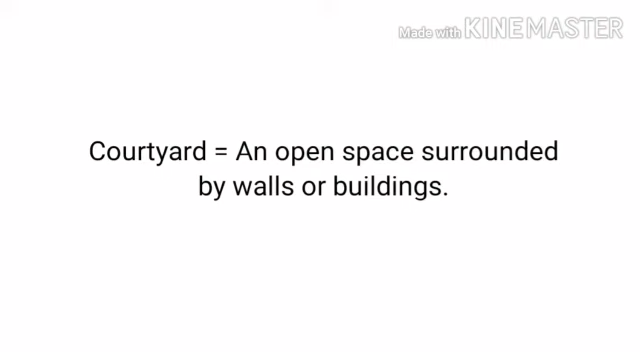 Made with KINEMASTER
Courtyard = An open space surrounded
by walls or buildings.